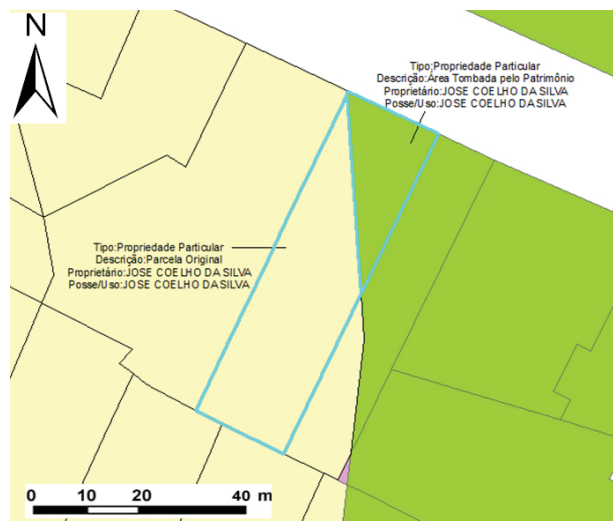 N
Tipo:Propriedade Particular
Descrição:Área Tombada pelo Patrimônio
Proprietário:JOSE COELHO DA SILVA
Posse/Uso:JOSE COELHO DA SILVA
Tipo:Propriedade Particular
Descrição:Parcela Original
Proprietário:JOSE COELHO DA SILVA
Posse/Uso:JOSE COELHO DA SILVA
0 10 20 40 m